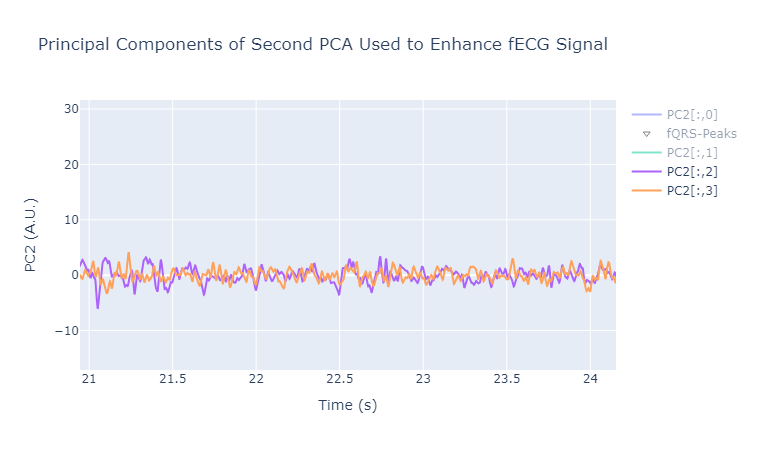 Principal Components of Second PCA Used to Enhance fECG Signal
30
20
10
0
−10
PC2 (A.U.)
21
21.5
22
22.5
23
23.5
24
Time (s)
PC2[:,0]
fQRS-Peaks
PC2[:,1]
PC2[:,2]
PC2[:,3]